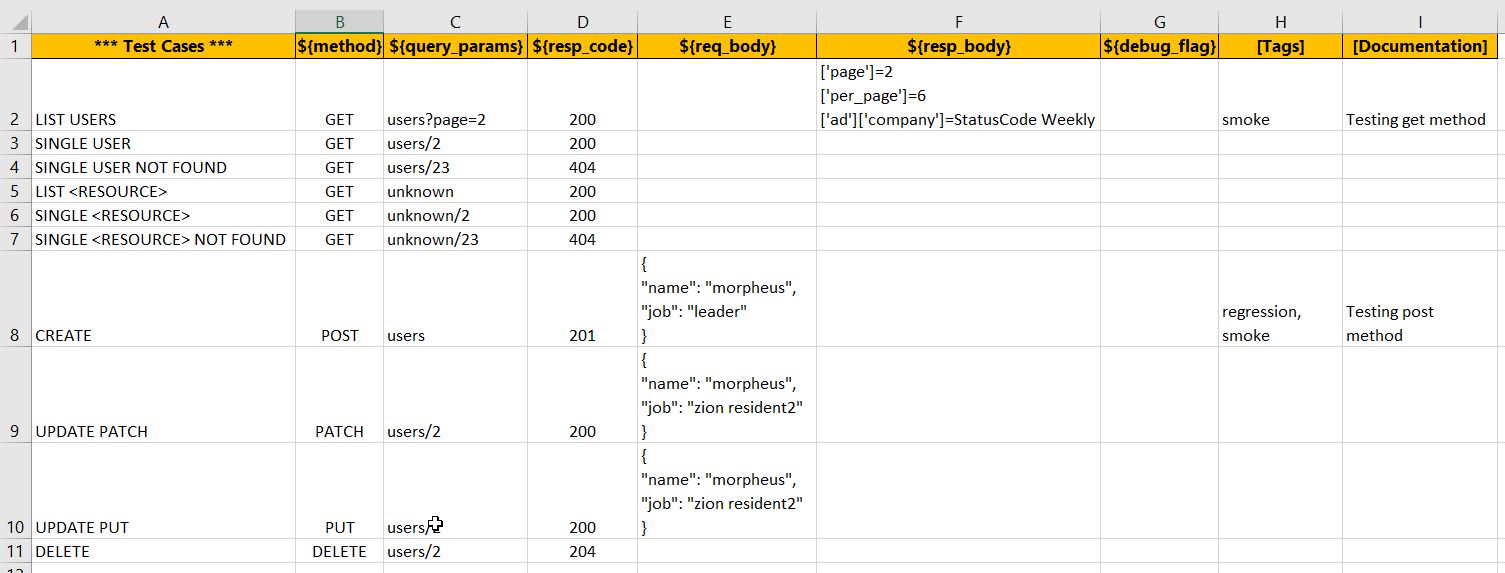 A B C D E F G H I
1 *** Test Cases *** ${method} ${query_params} ${resp_code} ${req_body} ${resp_body} ${debug_flag} [Tags] [Documentation]
['page']=2
['per_page']=6
2 LIST USERS GET users?page=2 200 ['ad']['company']=StatusCode Weekly smoke Testing get method
3 SINGLE USER GET users/2 200
4 SINGLE USER NOT FOUND GET users/23 404
5 LIST <RESOURCE> GET unknown 200
6 SINGLE <RESOURCE> GET unknown/2 200
7 SINGLE <RESOURCE> NOT FOUND GET unknown/23 404
{
"name": "morpheus",
"job": "leader" regression, Testing post
8 CREATE POST users 201 } smoke method
{
"name": "morpheus",
"job": "zion resident2"
9 UPDATE PATCH PATCH users/2 200 }
{
"name": "morpheus",
"job": "zion resident2"
10 UPDATE PUT PUT users/ 200 }
11 DELETE DELETE users/2 204